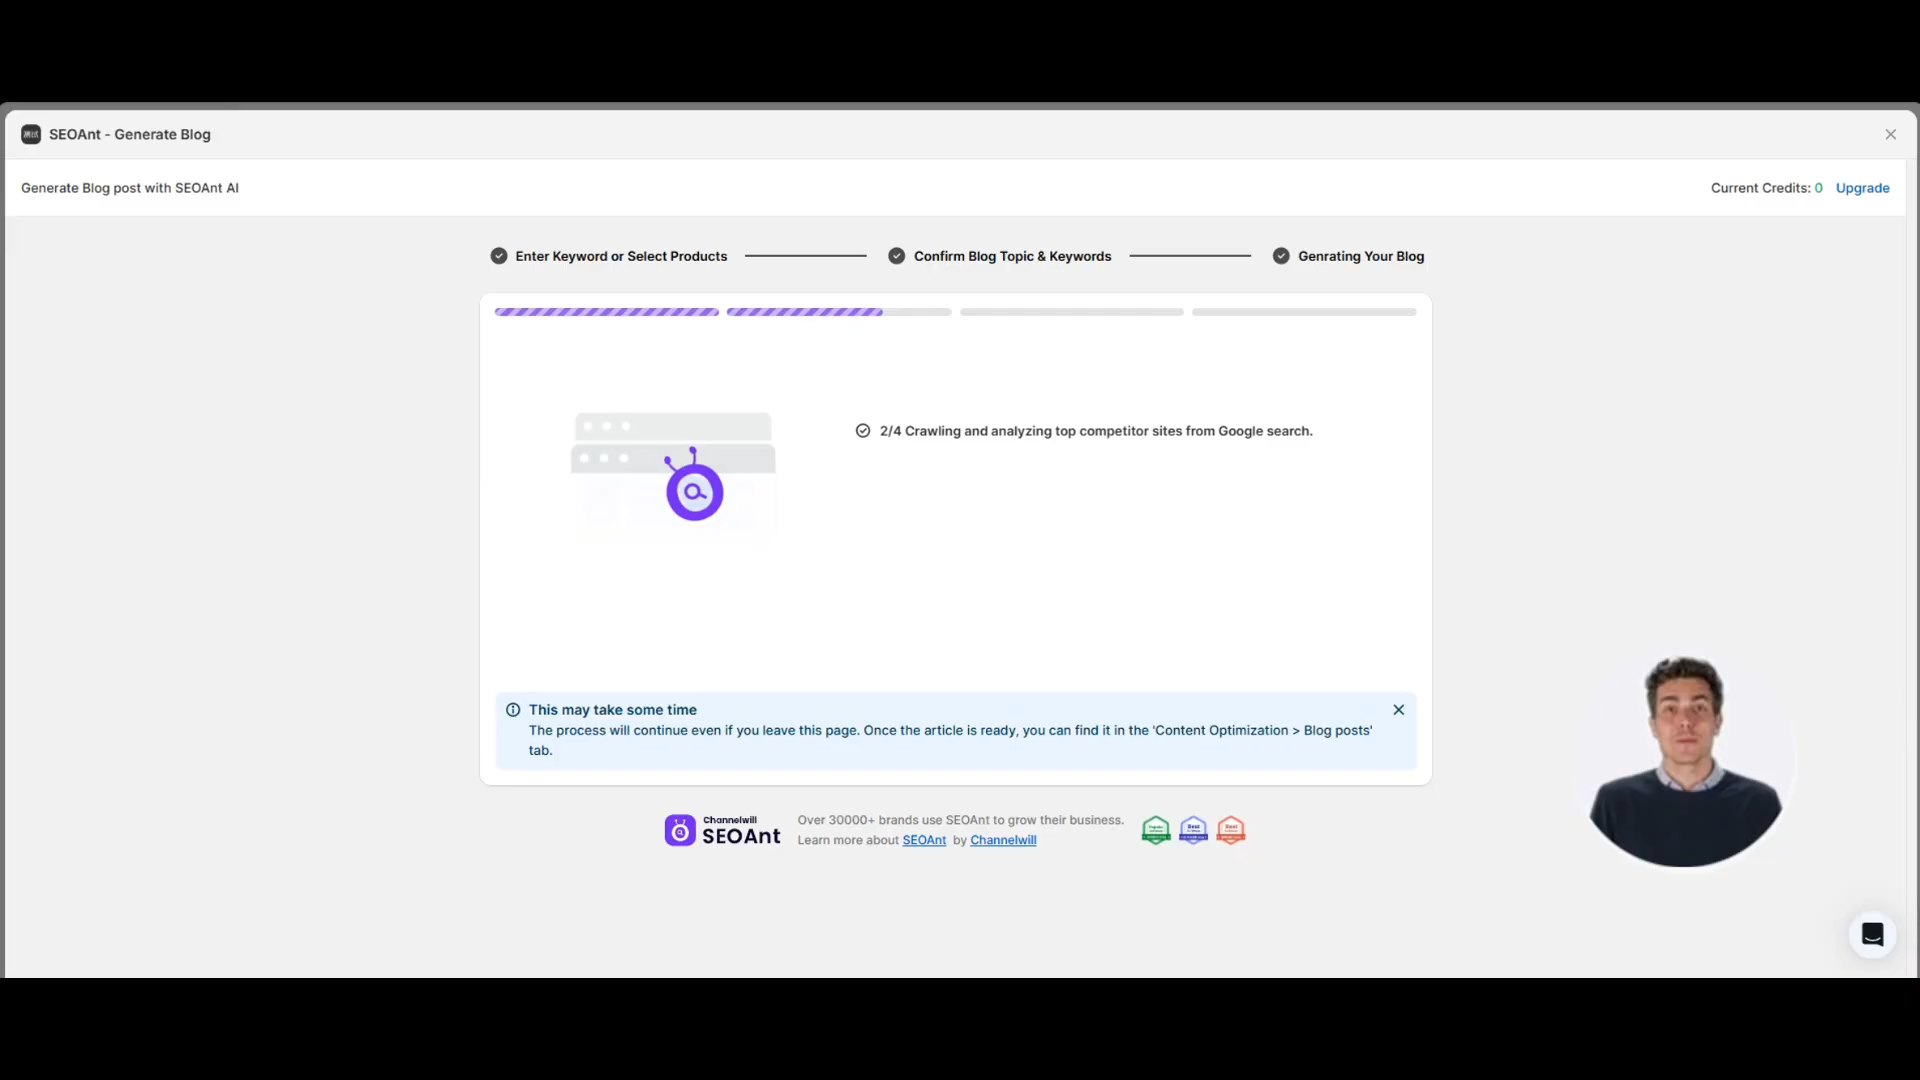 SEOAnt - Generate Blog
Generate Blog post with SEOAnt AI
Current Credits: 0 Upgrade
Enter Keyword or Select Products
Confirm Blog Topic & Keywords
Genrating Your Blog
2/4 Crawling and analyzing top competitor sites from Google search.
This may take some time
The process will continue even if you leave this page. Once the article is ready, you can find it in the 'Content Optimization > Blog posts'
tab.
Channelwill
SEOAnt
Over 30000+ brands use SEOAnt to grow their business.
Learn more about SEOAnt by Channelwill